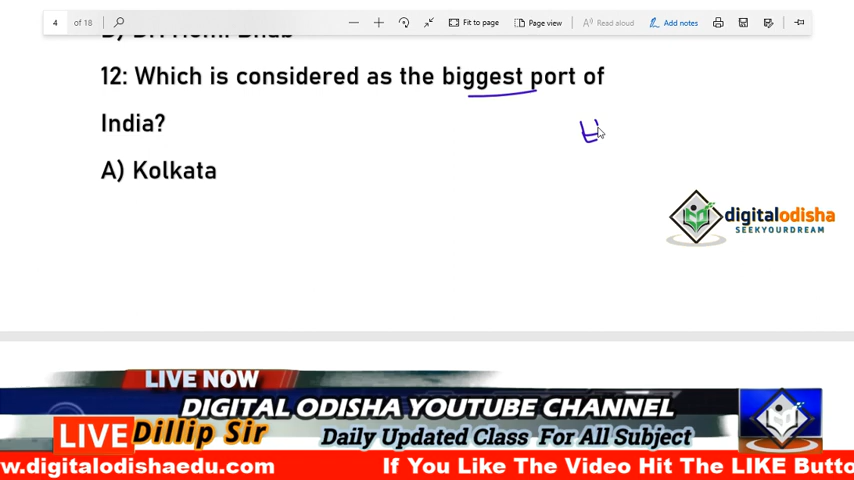 4 of 18 Fit to page Page view Read aloud Add notes
12: Which is considered as the biggest port of
India?
A) Kolkata
digitalodisha
SEEKYOURDREAM
LIVE NOW
DIGITAL ODISHA YOUTUBE CHANNEL
LIVE Dillip Sir
Daily Updated Class For All Subject
w.digitalodishaedu.com If You Like The Video Hit The LIKE Butto